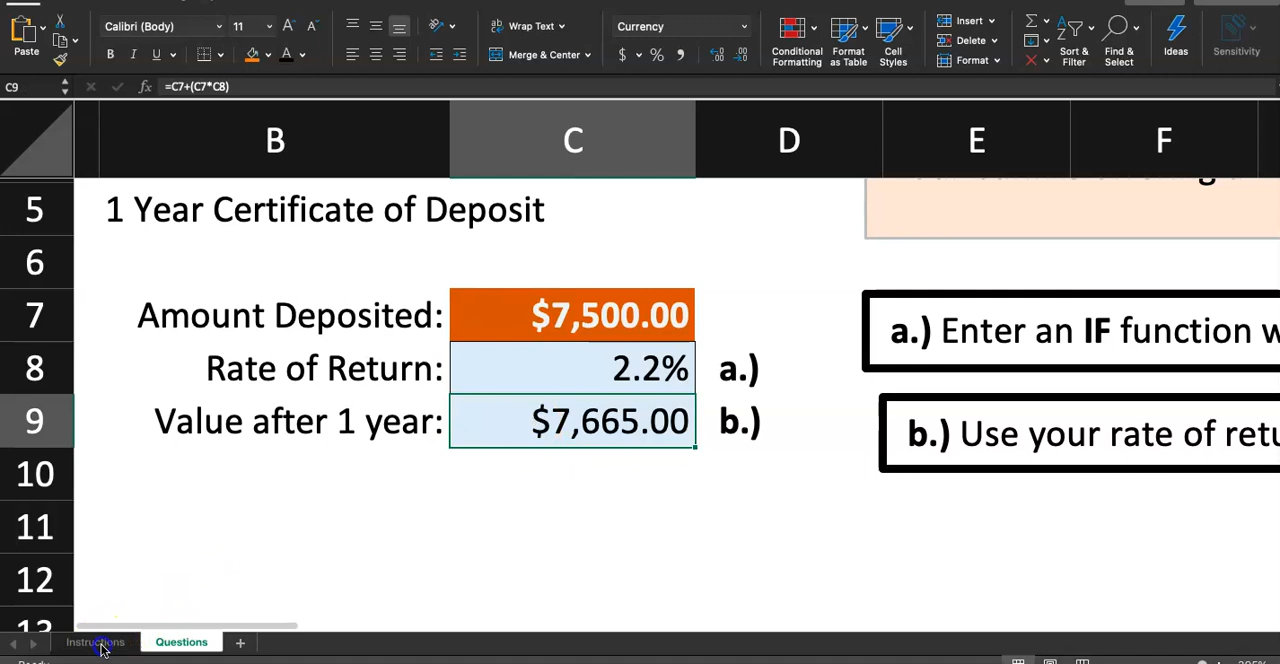 Calibri (Body) 11 A A Wrap Text Currency Insert
Paste B I U A Merge & Center $ % Conditional Formatting Format as Table Cell Styles Delete Format Sort & Filter Find & Select Ideas Sensitivity
C9 fx =C7+(C7*C8)
B C D E F
5 1 Year Certificate of Deposit
6
7 Amount Deposited: $7,500.00 a.) Enter an IF function
8 Rate of Return: 2.2% a.)
9 Value after 1 year: $7,665.00 b.) b.) Use your rate of
10
11
12
13
Instructions Questions +